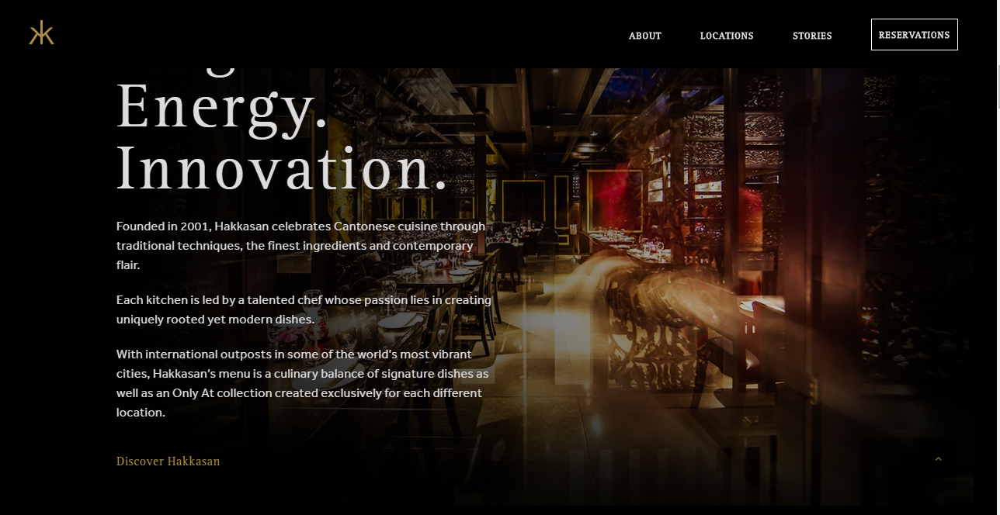 ABOUT
LOCATIONS
STORIES
RESERVATIONS
Energy.
Innovation.
Founded in 2001, Hakkasan celebrates Cantonese cuisine through
traditional techniques, the finest ingredients and contemporary
flair.
Each kitchen is led by a talented chef whose passion lies in creating
uniquely rooted yet modern dishes.
With international outposts in some of the world’s most vibrant
cities, Hakkasan’s menu is a culinary balance of signature dishes as
well as an Only At collection created exclusively for each different
location.
Discover Hakkasan